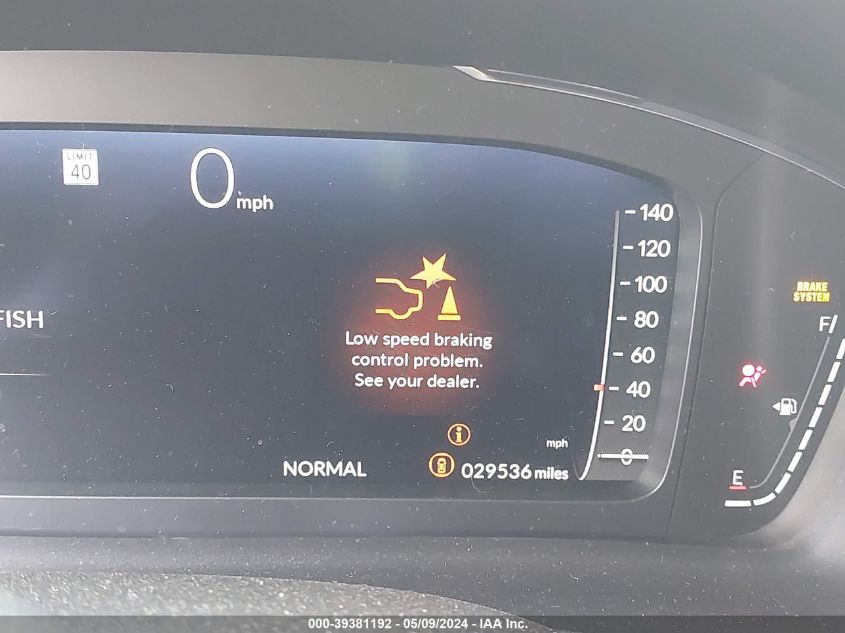 LIMIT
40
0 mph
140
120
100
80
60
40
20
0
mph
BRAKE
SYSTEM
F
E
FISH
Low speed braking
control problem.
See your dealer.
i
NORMAL
029536 miles
000-39381192 - 05/09/2024 - IAA Inc.